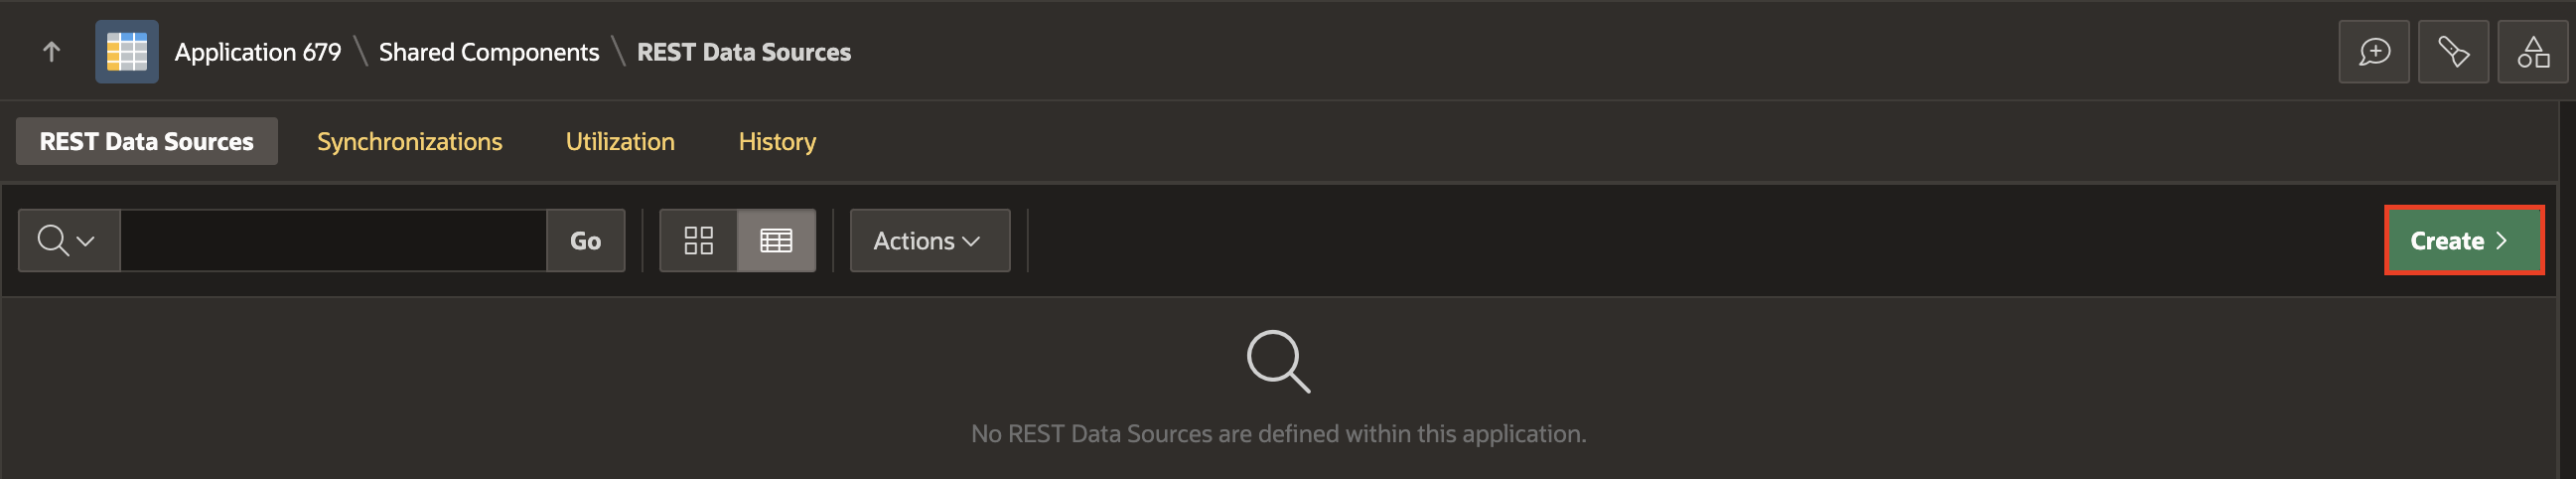 Application 679 \ Shared Components \ REST Data Sources
REST Data Sources Synchronizations Utilization History
Go Actions Create
No REST Data Sources are defined within this application.